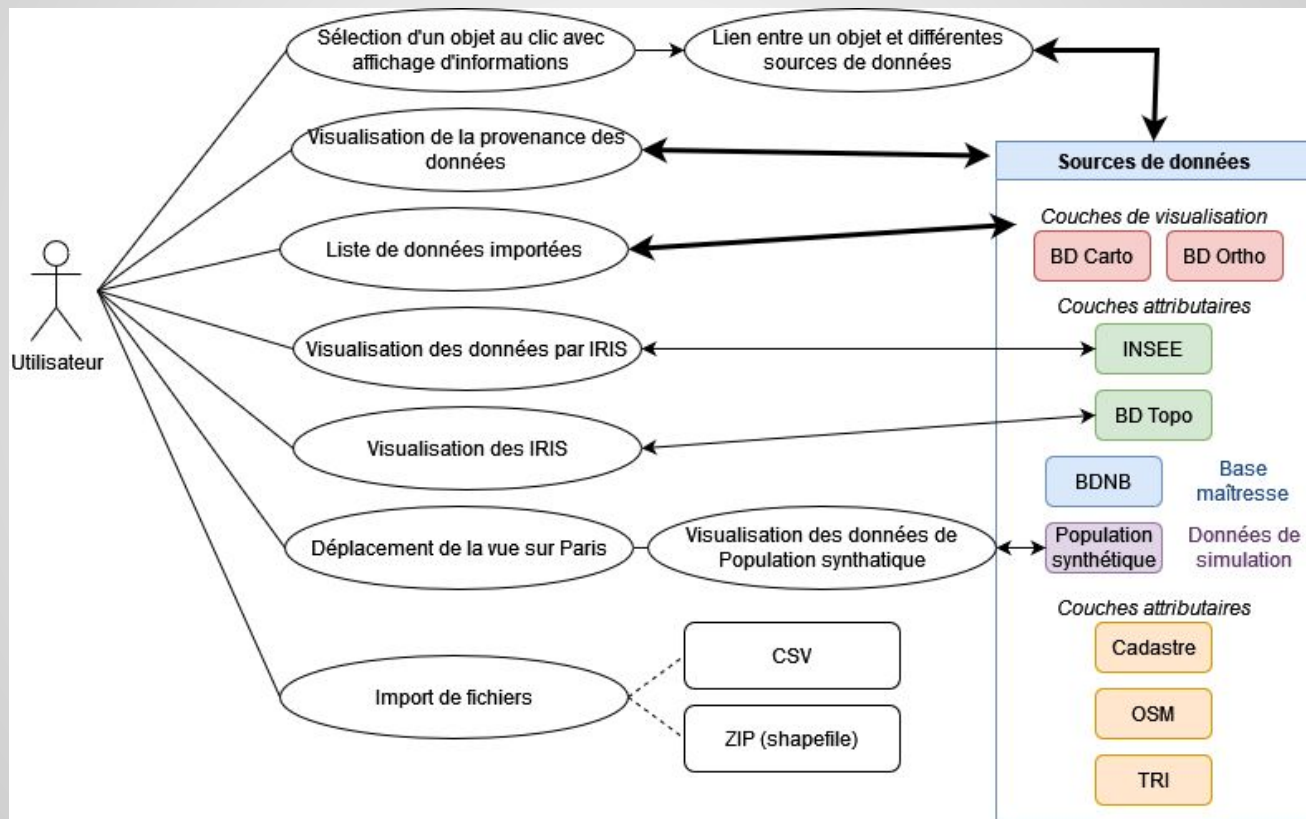 Sélection d'un objet au clic avec
affichage d'informations
Lien entre un objet et différentes
sources de données
Visualisation de la provenance des
données
Liste de données importées
Utilisateur
Visualisation des données par IRIS
Visualisation des IRIS
Déplacement de la vue sur Paris
Visualisation des données de
Population synthatique
Import de fichiers
CSV
ZIP (shapefile)
Sources de données
Couches de visualisation
BD Carto
BD Ortho
Couches attributaires
INSEE
BD Topo
BDNB
Base
maîtresse
Population
synthétique
Données de
simulation
Couches attributaires
Cadastre
OSM
TRI